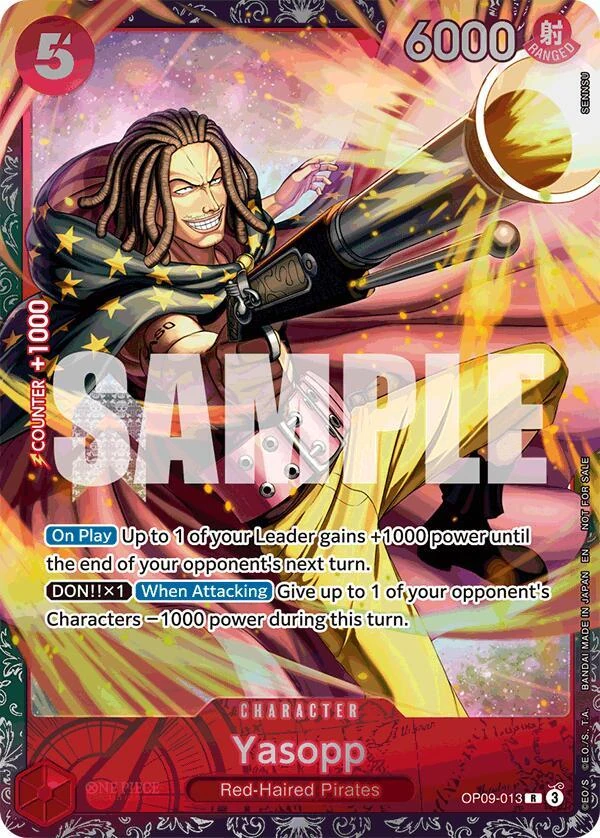 5
6000
射
RANGED
SENNSU
COUNTER +1000
SAMPLE
On Play Up to 1 of your Leader gains +1000 power until
the end of your opponent's next turn.
DON!!×1 When Attacking Give up to 1 of your opponent's
Characters −1000 power during this turn.
CHARACTER
Yasopp
Red-Haired Pirates
ONE PIECE
CARD GAME
OP09-013 R 3
©E.O/S. ©E.O./S., T.A. BANDAI MADE IN JAPAN EN NOT FOR SALE